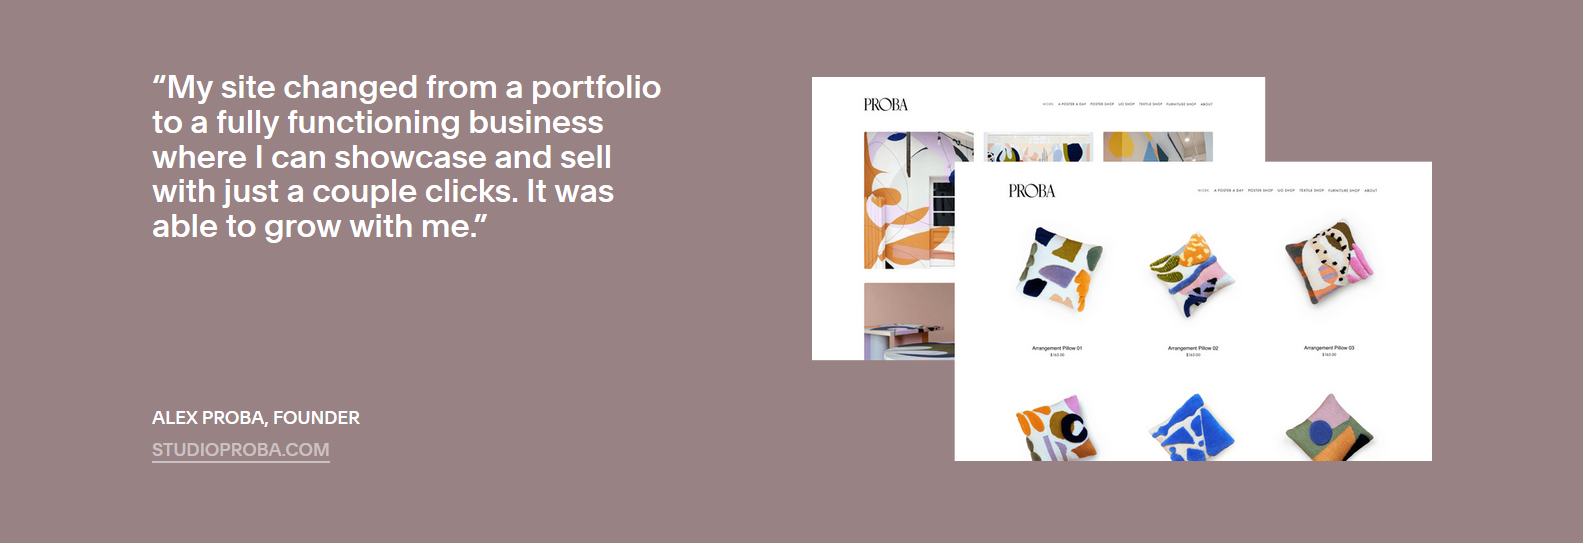 “My site changed from a portfolio
to a fully functioning business
where I can showcase and sell
with just a couple clicks. It was
able to grow with me.”
ALEX PROBA, FOUNDER
STUDIOPROBA.COM
PROBA
WORK A POSTER A DAY POSTER SHOP UO SHOP TEXTILE SHOP FURNITURE SHOP ABOUT
PROBA
WORK A POSTER A DAY POSTER SHOP UO SHOP TEXTILE SHOP FURNITURE SHOP ABOUT
Arrangement Pillow 01
$163.00
Arrangement Pillow 02
$163.00
Arrangement Pillow 03
$163.00